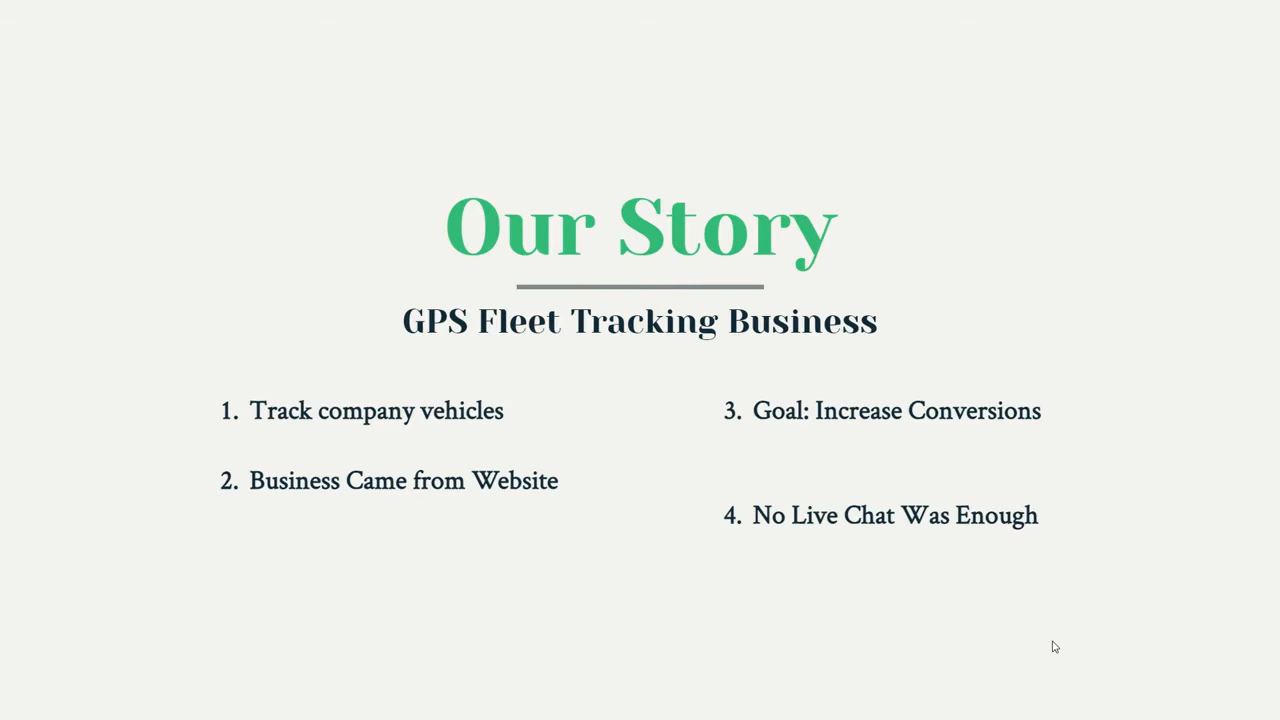 Our Story
GPS Fleet Tracking Business
1. Track company vehicles
2. Business Came from Website
3. Goal: Increase Conversions
4. No Live Chat Was Enough